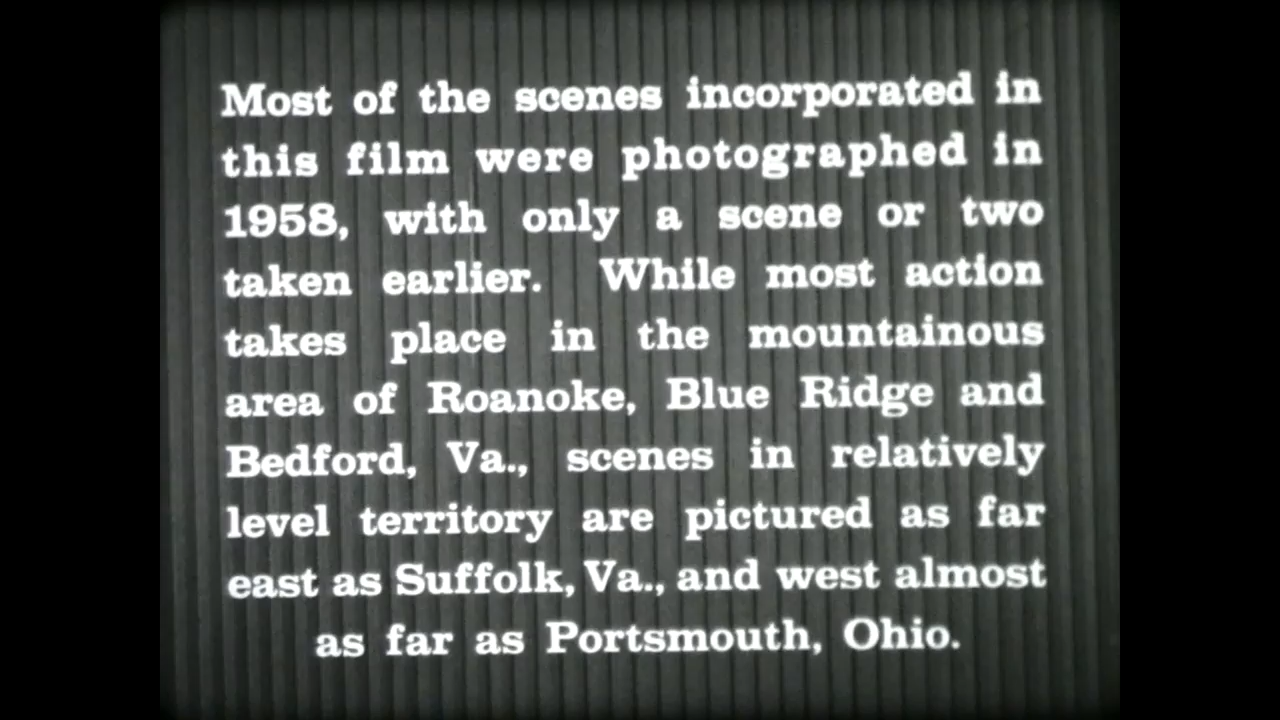 Most of the scenes incorporated in
this film were photographed in
1958, with only a scene or two
taken earlier. While most action
takes place in the mountainous
area of Roanoke, Blue Ridge and
Bedford, Va., scenes in relatively
level territory are pictured as far
east as Suffolk, Va., and west almost
as far as Portsmouth, Ohio.